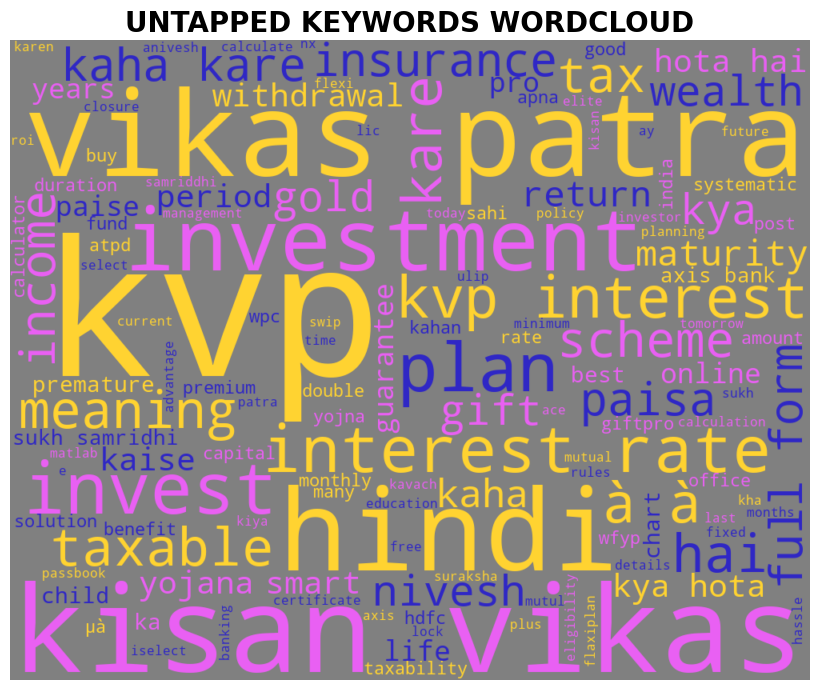 UNTAPPED KEYWORDS WORDCLOUD
karen anivesh calculate nx good
kaha kare insurance hota hai
flexi tax
years withdrawal pro wealth
closure apna elite
vikas kare patra
roi lic kisan ay future
buy
duration samriddhi gold return india systematic
paise period kya
calculator management today sahi policy investor post
fund planning
income atpd investment maturity
select ulip axis bank
kvp guarantee kvp interest
current wpc swip kahan minimum tomorrow
time rate scheme amount
advantage plan
premature premium double best online
patra paisa sukh
meaning yojna gift ace giftpro calculation full form
sukh samridhi
matlab kaise capital interest rate
e mutual
invest monthly kavach rules office
many kaha à à kha
solution benefit kiya education chart last months
taxable hindi wfyp fixed
free hai
passbook details
yojana smart suraksha kya hota
child certificate nivesh mutul
kisan vikas
µà ka banking axis hdfc plus eligibility flaxiplan hassle
lock
iselect life
taxability